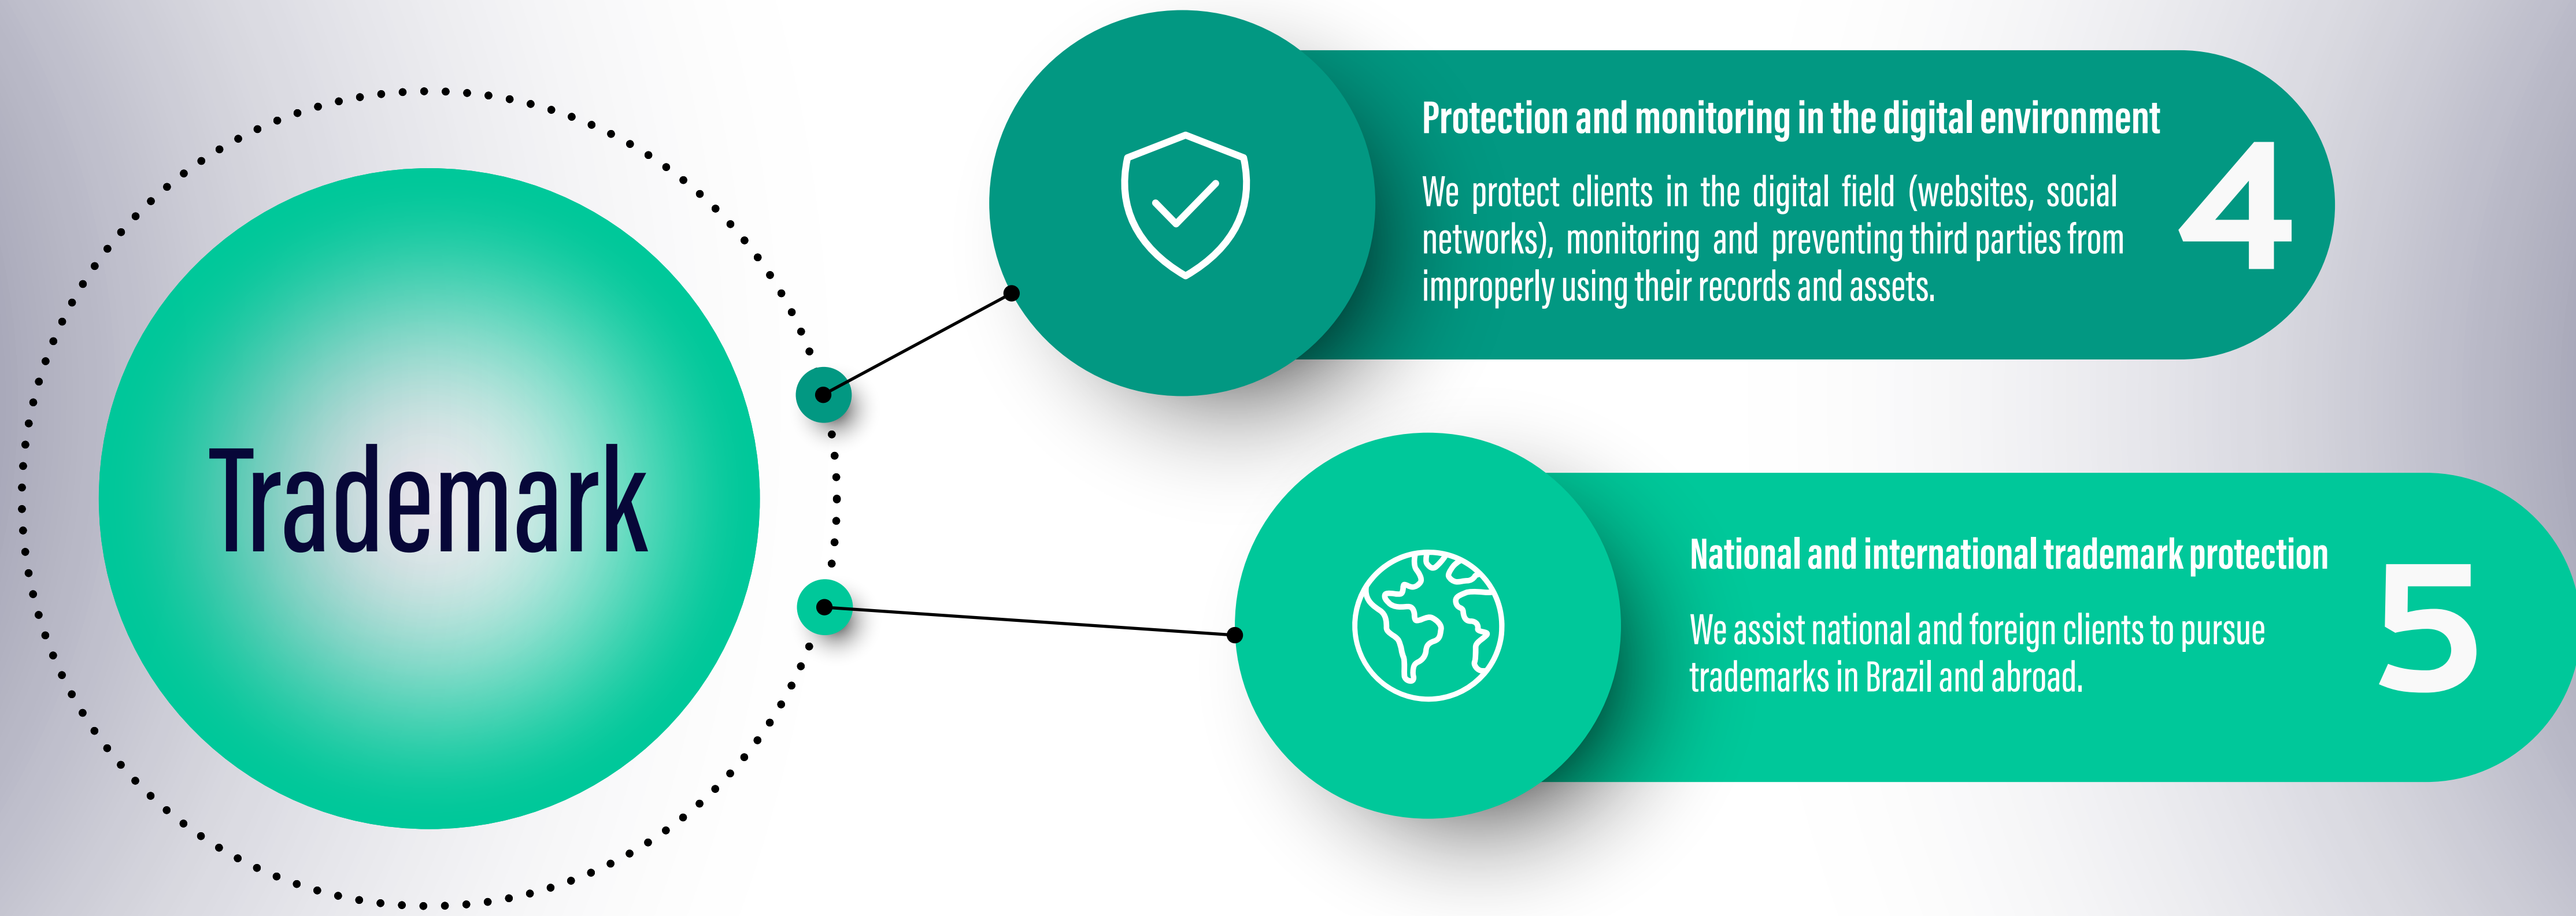 Trademark
Protection and monitoring in the digital environment
We protect clients in the digital field (websites, social
networks), monitoring and preventing third parties from
improperly using their records and assets.
4
National and international trademark protection
We assist national and foreign clients to pursue
trademarks in Brazil and abroad.
5